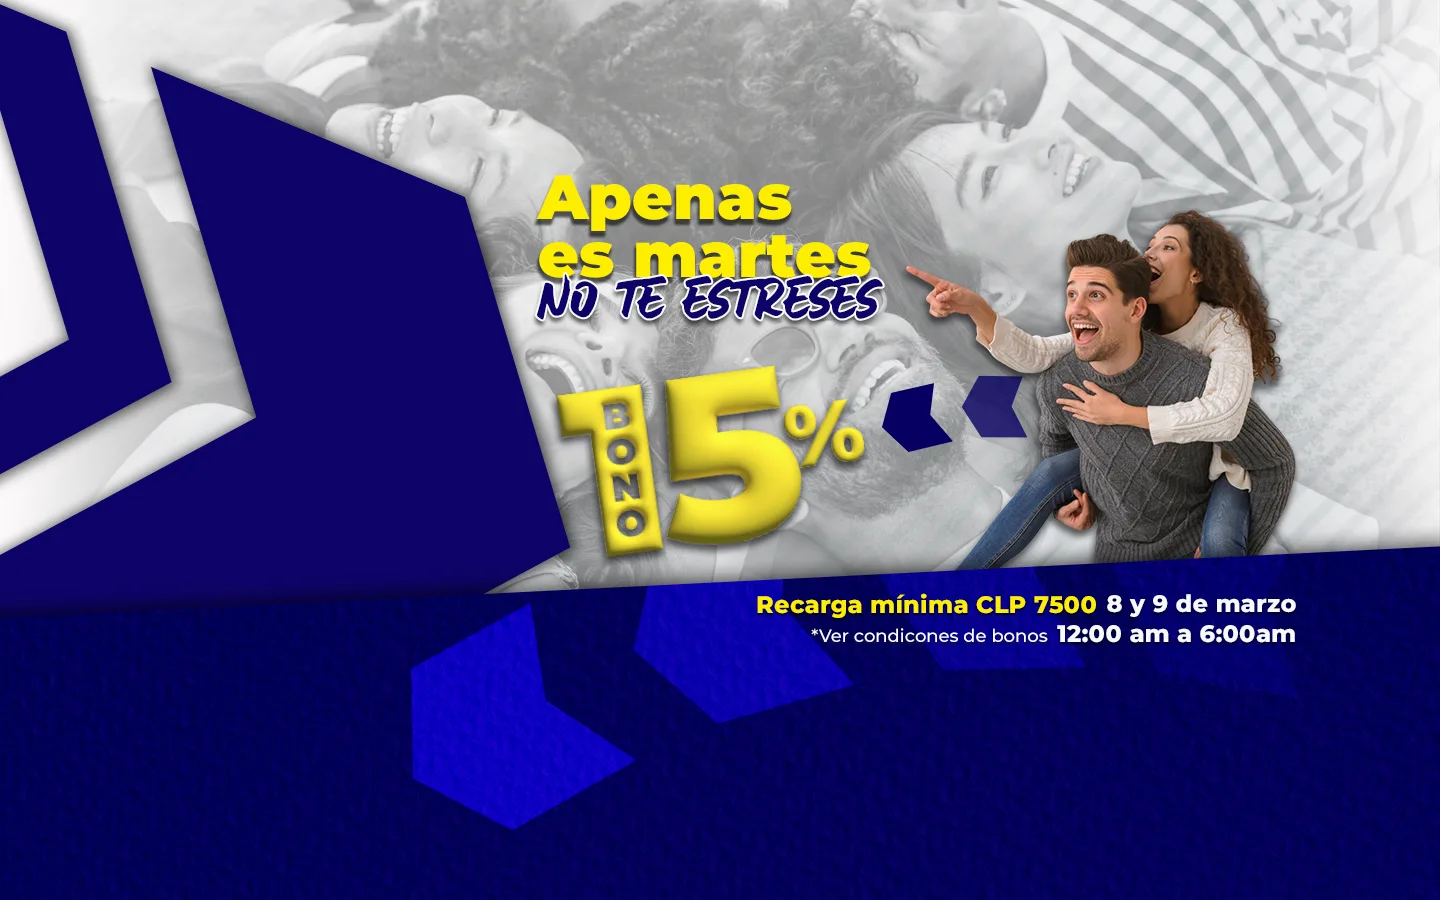 Apenas
es martes
NO TE ESTRESES
BONO
15%
Recarga mínima CLP 7500 8 y 9 de marzo
*Ver condicones de bonos 12:00 am a 6:00am